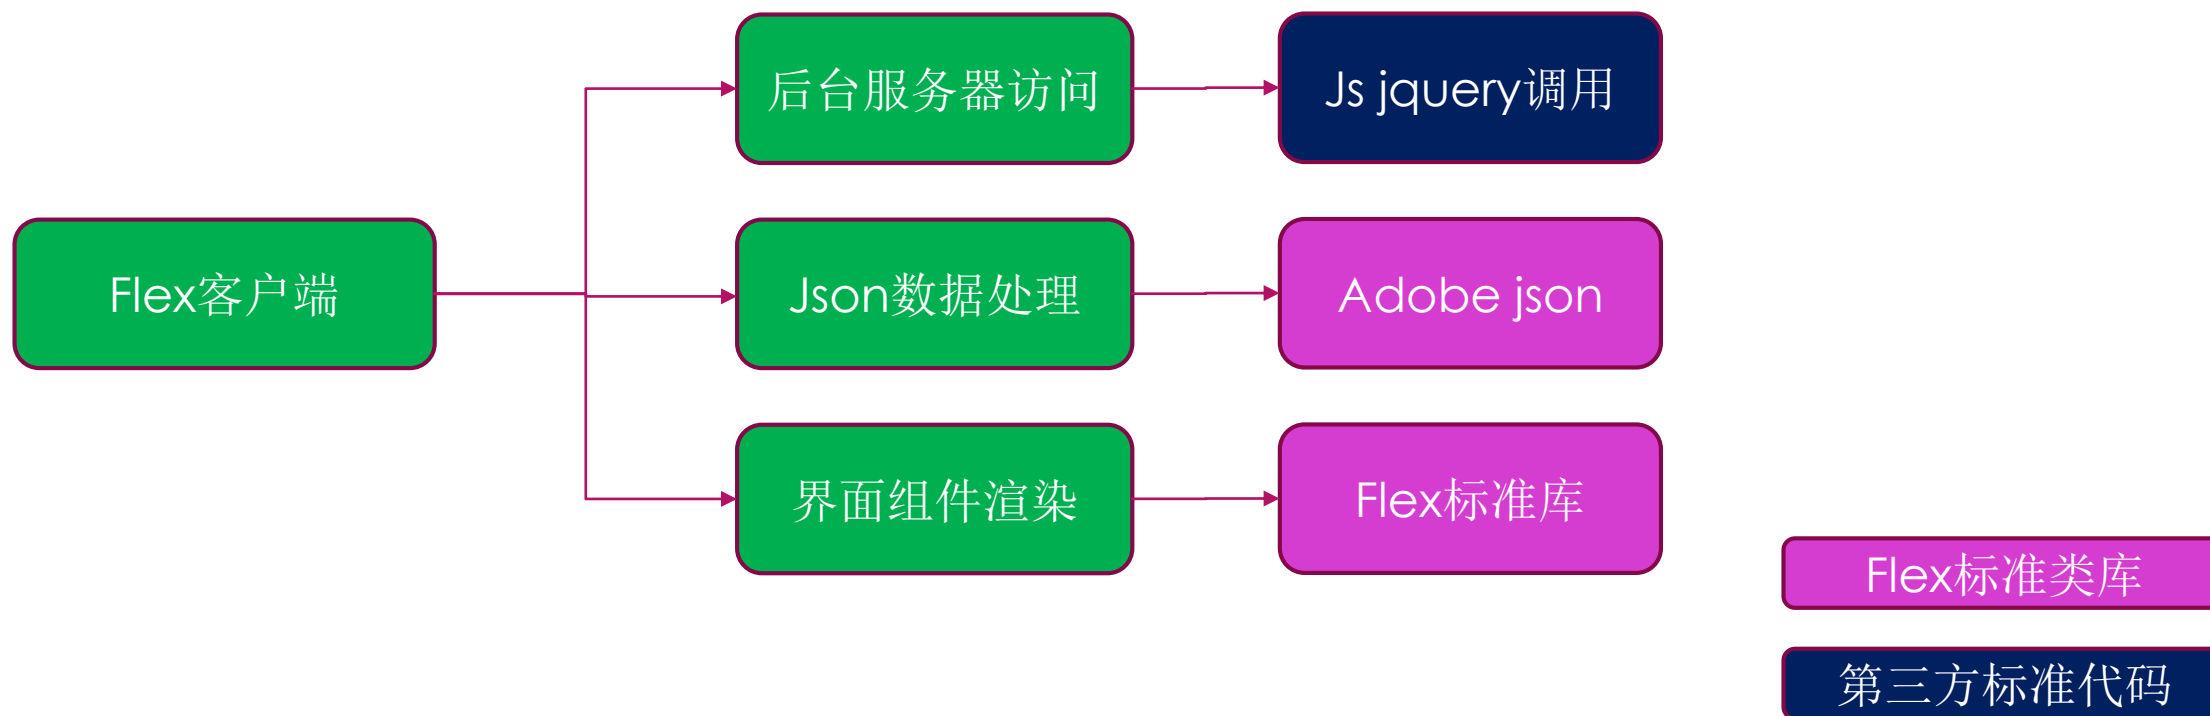 后台服务器访问
Js jquery调用
Flex客户端
Json数据处理
Adobe json
界面组件渲染
Flex标准库
Flex标准类库
第三方标准代码